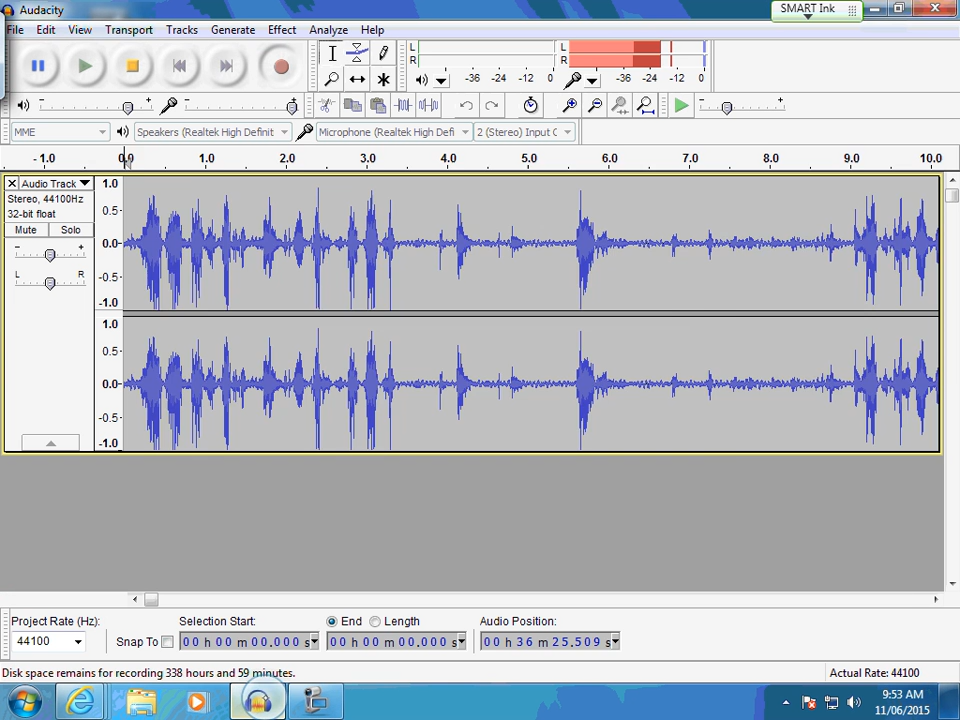 Audacity
SMART Ink
File Edit View Transport Tracks Generate Effect Analyze Help
L
R
-36 -24 -12 0
L
R
-36 -24 -12 0
MME
Speakers (Realtek High Definit
Microphone (Realtek High Defi
2 (Stereo) Input C
- 1.0 0.0 1.0 2.0 3.0 4.0 5.0 6.0 7.0 8.0 9.0 10.0
Audio Track
Stereo, 44100Hz
32-bit float
Mute Solo
- +
L R
1.0
0.5-
0.0-
-0.5-
-1.0
1.0
0.5-
0.0-
-0.5-
-1.0
Project Rate (Hz):
44100
Snap To
Selection Start:
00 h 00 m 00.000 s
End Length
00 h 00 m 00.000 s
Audio Position:
00 h 36 m 25.509 s
Disk space remains for recording 338 hours and 59 minutes.
Actual Rate: 44100
9:53 AM
11/06/2015